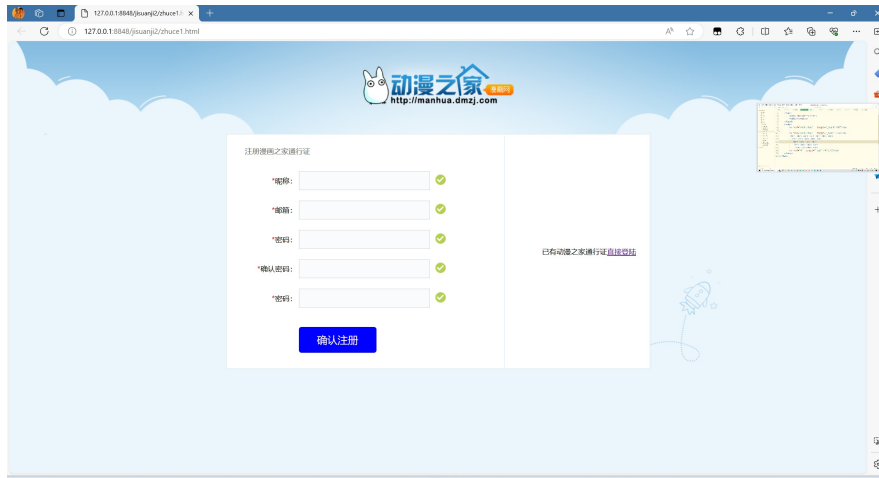 127.0.0.1:8848/jisuanji2/zhuce1.h
127.0.0.1:8848/jisuanji2/zhuce1.html
动漫之家
http://manhua.dmzj.com
注册漫画之家通行证
*昵称:
*邮箱:
*密码:
*确认密码:
*密码:
确认注册
已有动漫之家通行证直接登陆